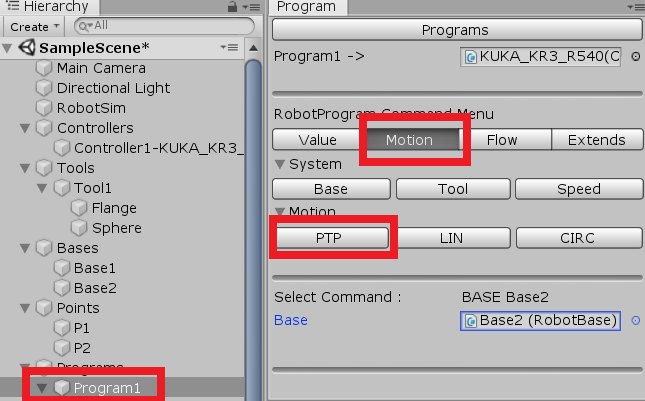 Hierarchy
Create
All
SampleScene*
Main Camera
Directional Light
RobotSim
Controllers
Controller1-KUKA_KR3_
Tools
Tool1
Flange
Sphere
Bases
Base1
Base2
Points
P1
P2
Programs
Program1
Program
Programs
Program1 -> KUKA_KR3_R540(C
RobotProgram Command Menu
Value Motion Flow Extends
System
Base Tool Speed
Motion
PTP LIN CIRC
Select Command : BASE Base2
Base Base2 (RobotBase)